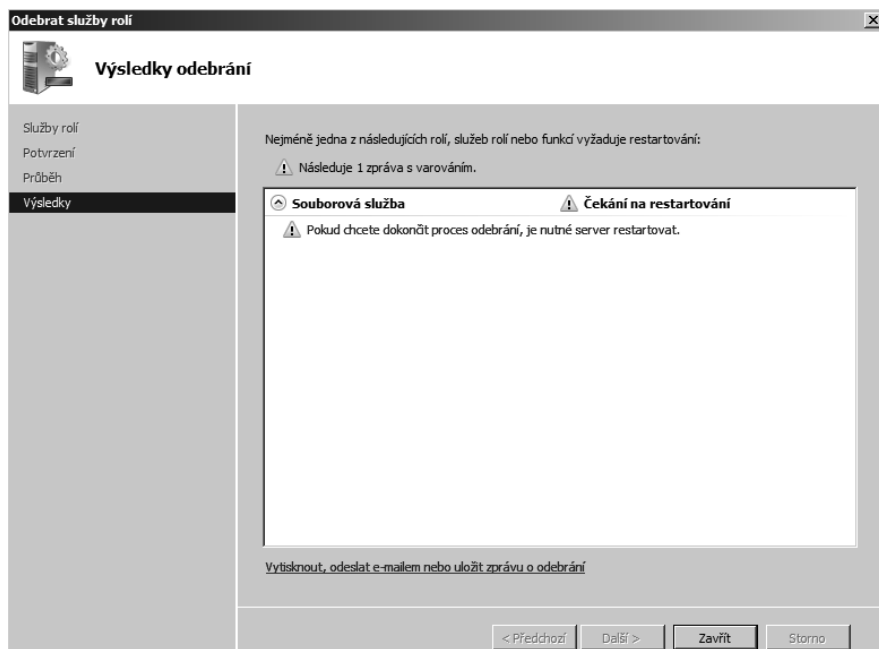 Odebrat služby rolí
Výsledky odebrání
Služby rolí
Potvrzení
Průběh
Výsledky
Nejméně jedna z následujících rolí, služeb rolí nebo funkcí vyžaduje restartování:
Následuje 1 zpráva s varováním.
Souborová služba Čekání na restartování
Pokud chcete dokončit proces odebrání, je nutné server restartovat.
Vytisknout, odeslat e-mailem nebo uložit zprávu o odebrání
< Předchozí Další > Zavřít Storno